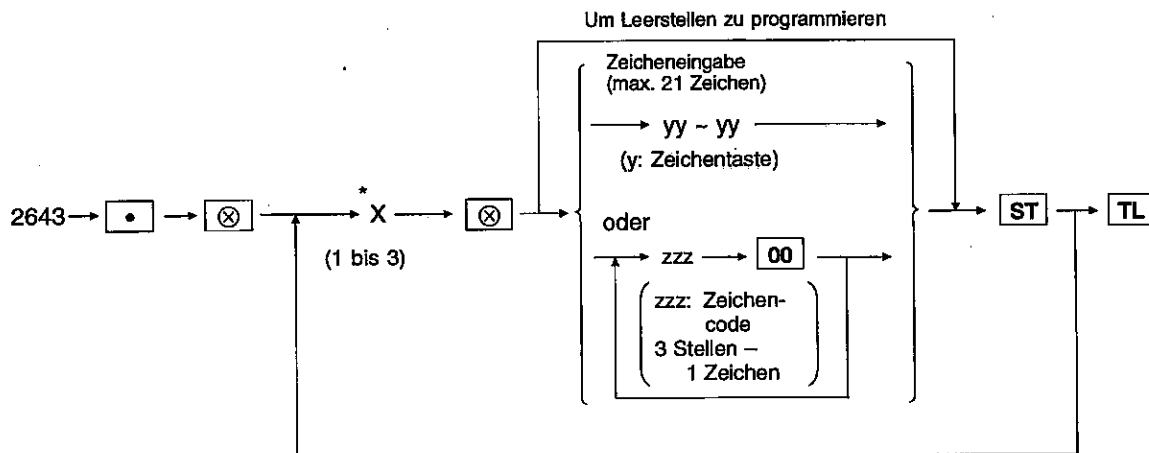 Um Leerstellen zu programmieren
Zeicheneingabe
(max. 21 Zeichen)
yy ~ yy
(y: Zeichentaste)
2643 → • → ⊗ → * X → ⊗ → ST → TL
(1 bis 3)
oder
zzz → 00
zzz: Zeichen-
code
3 Stellen –
1 Zeichen